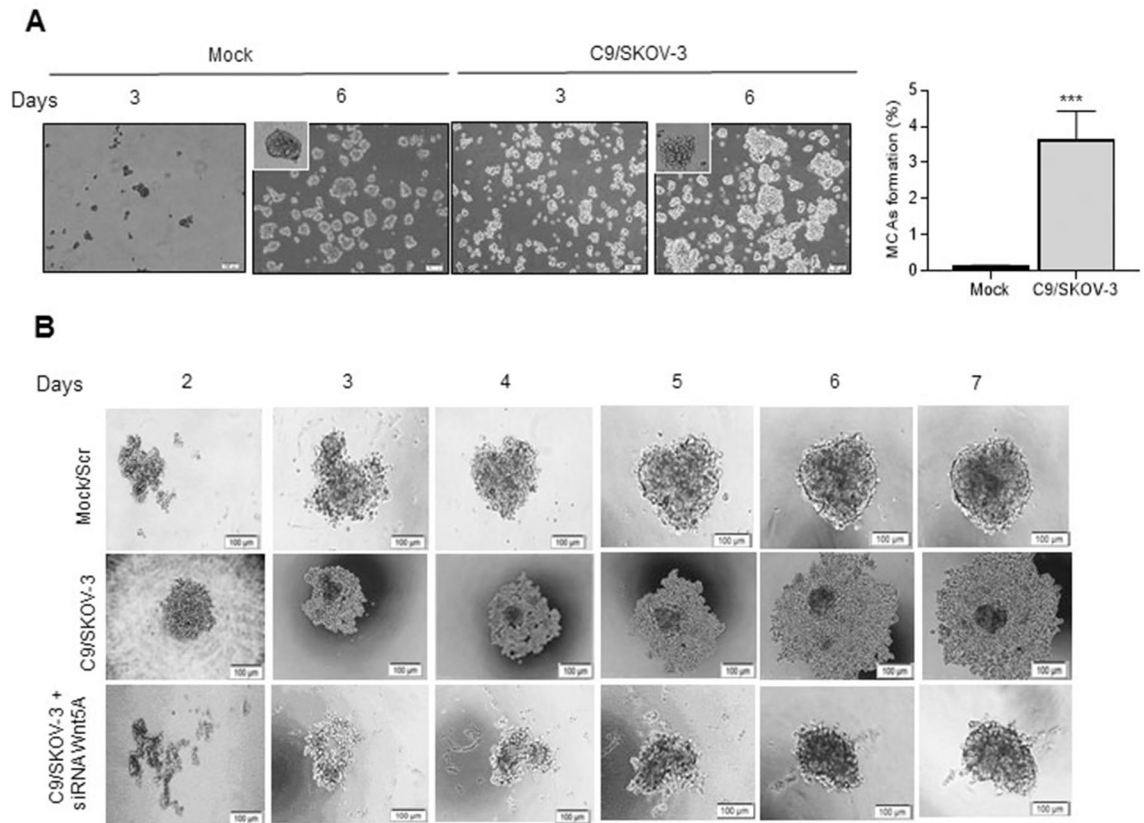 A
Mock
C9/SKOV-3
Days 3 6 3 6
***
5
4
3
2
1
0
MCAs formation (%)
Mock C9/SKOV-3
B
Days 2 3 4 5 6 7
Mock/Scr
100 µm 100 µm 100 µm 100 µm 100 µm 100 µm
C9/SKOV-3
100 µm 100 µm 100 µm 100 µm 100 µm 100 µm
C9/SKOV-3 +
siRNA Wnt5A
100 µm 100 µm 100 µm 100 µm 100 µm 100 µm